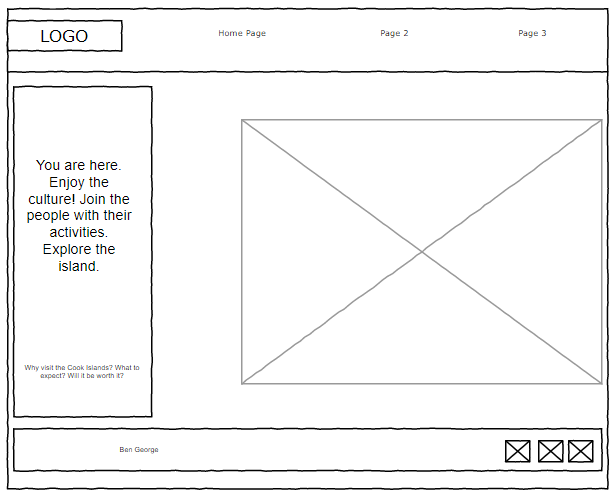 LOGO
Home Page
Page 2
Page 3
You are here.
Enjoy the
culture! Join the
people with their
activities.
Explore the
island.
Why visit the Cook Islands? What to
expect? Will it be worth it?
Ben George